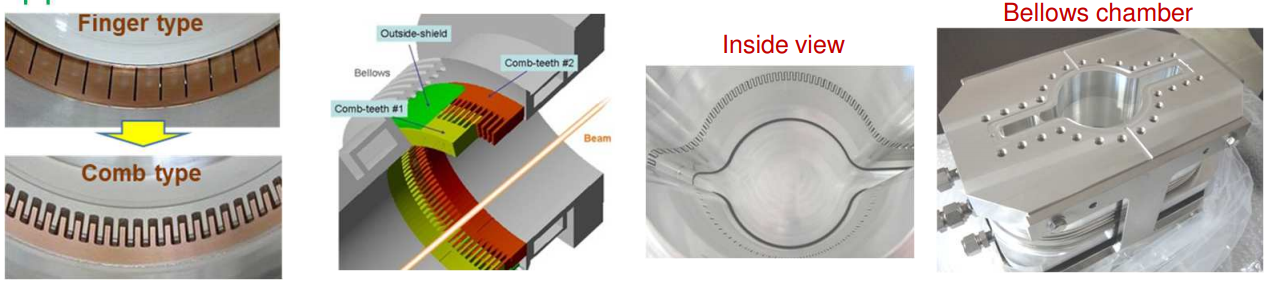 Finger type
Comb type
Outside-shield
Comb-teeth #2
Bellows
Comb-teeth #1
Beam
Inside view
Bellows chamber